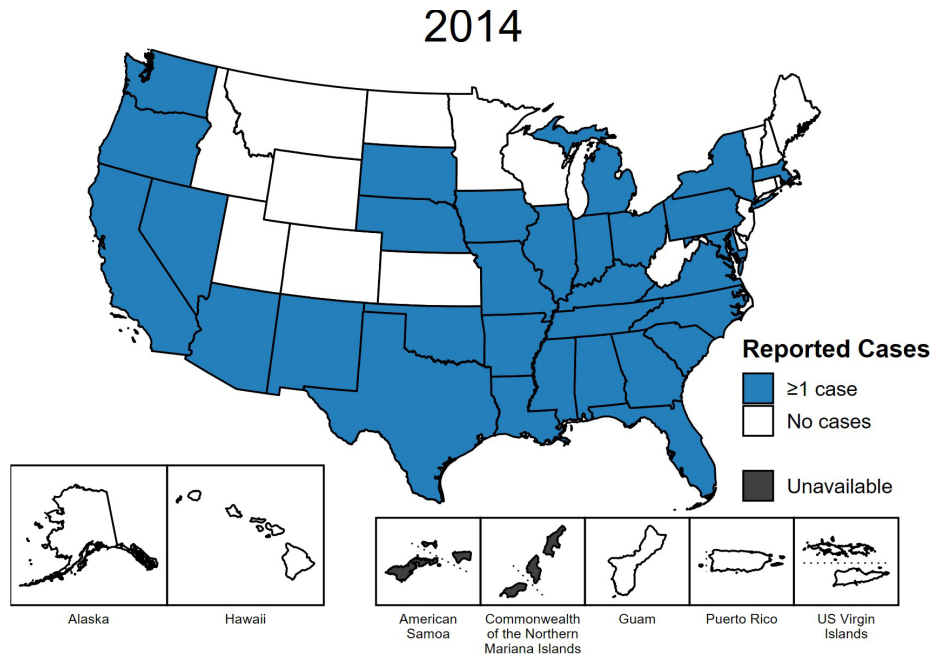 2014
Reported Cases
≥1 case
No cases
Unavailable
Alaska
Hawaii
American
Samoa
Commonwealth
of the Northern
Mariana Islands
Guam
Puerto Rico
US Virgin
Islands